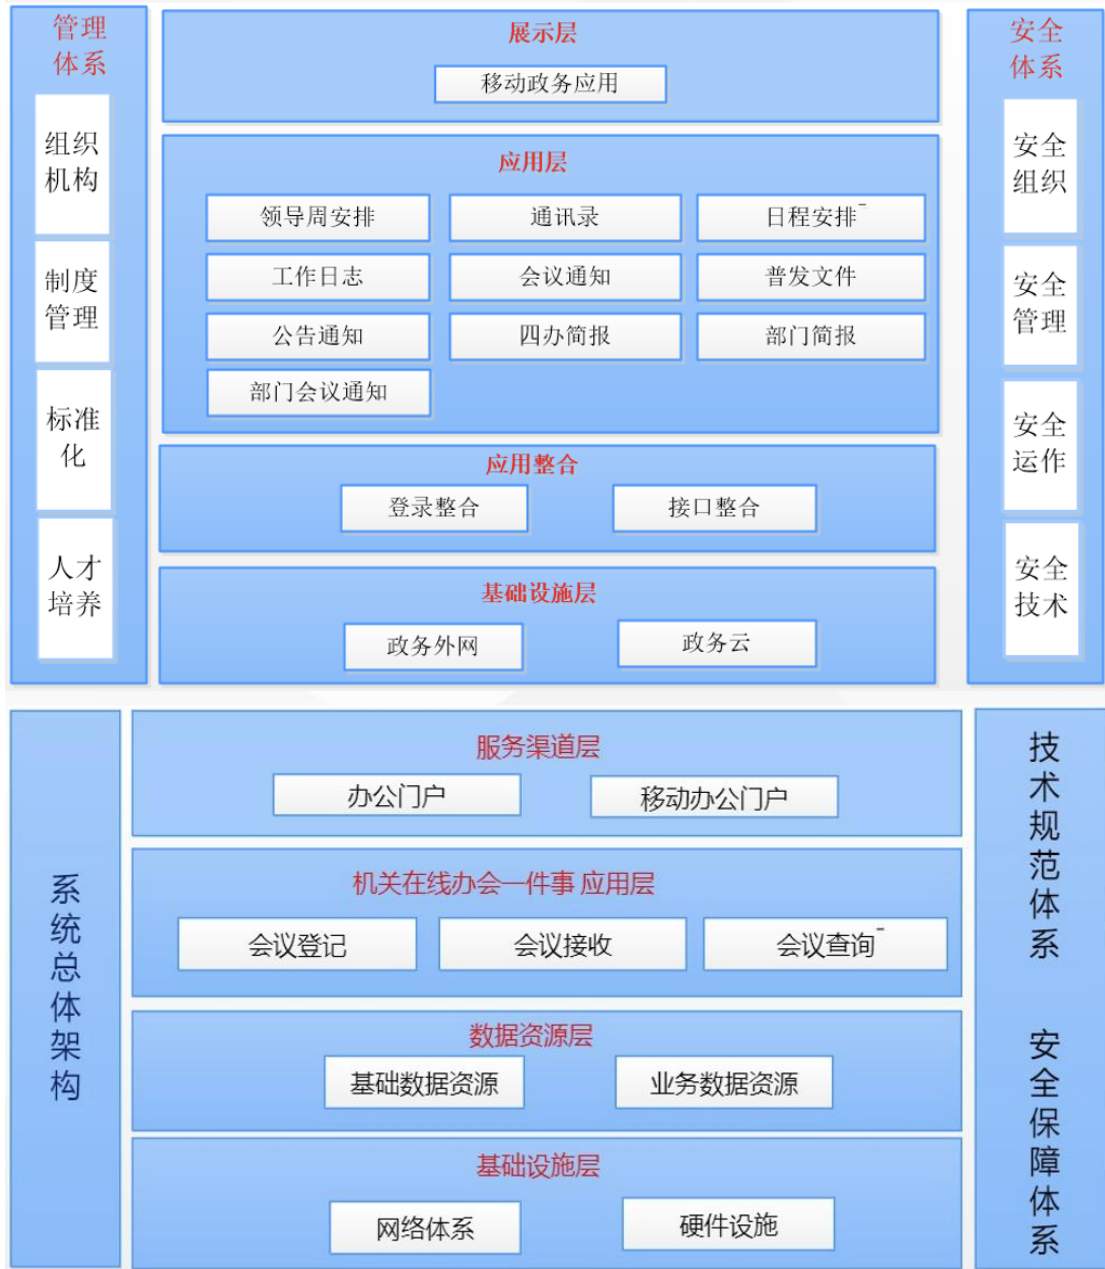 管理
体系
组织
机构
制度
管理
标准
化
人才
培养
展示层
移动政务应用
应用层
领导周安排
通讯录
日程安排
工作日志
会议通知
普发文件
公告通知
四办简报
部门简报
部门会议通知
应用整合
登录整合
接口整合
基础设施层
政务外网
政务云
安全
体系
安全
组织
安全
管理
安全
运作
安全
技术
系统总体架构
服务渠道层
办公门户
移动办公门户
机关在线办会一件事 应用层
会议登记
会议接收
会议查询
数据资源层
基础数据资源
业务数据资源
基础设施层
网络体系
硬件设施
技术规范体系
安全保障体系